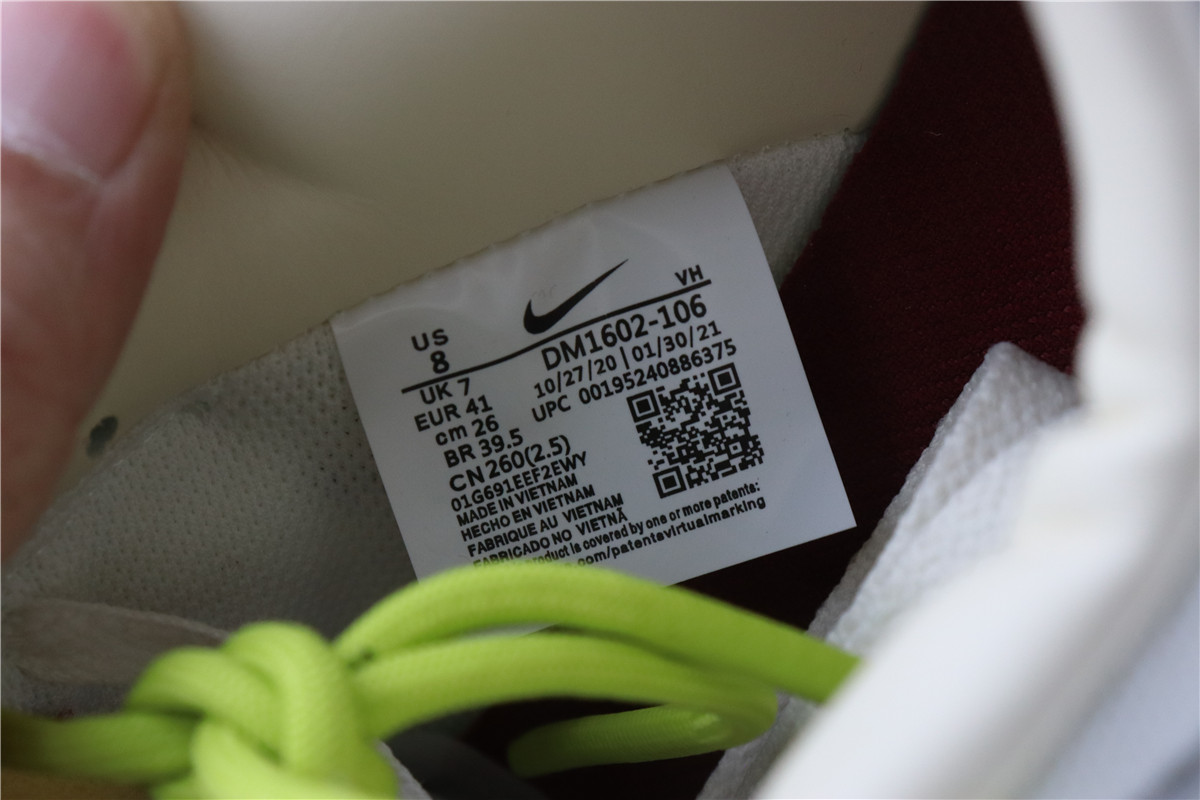 US
8
VH
UK 7
EUR 41
cm 26
BR 39.5
CN 260(2.5)
DM1602-106
10/27/20 | 01/30/21
UPC 00195240886375
01G691EEF2EWY
MADE IN VIETNAM
HECHO EN VIETNAM
FABRIQUE AU VIETNAM
FABRICADO NO VIETNÃ
product is covered by one or more patents:
.com/patentavirtualmarking